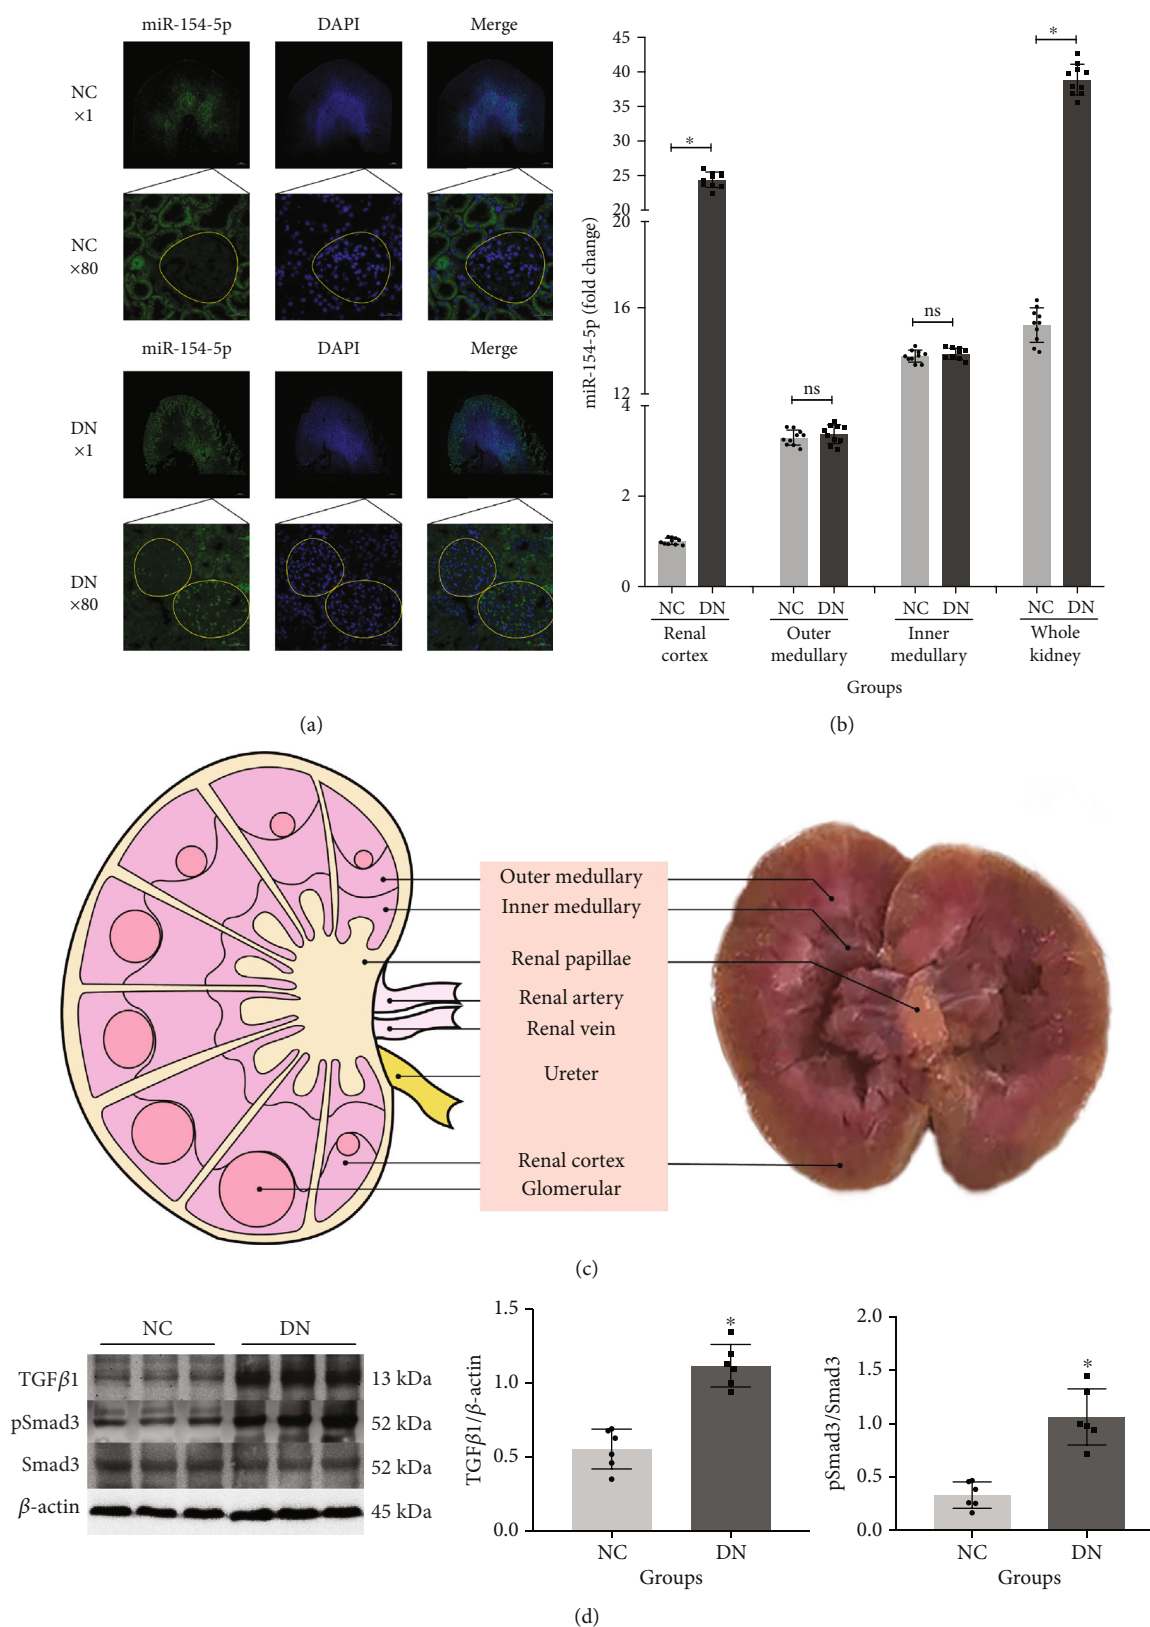 miR-154-5p DAPI Merge
NC
×1
NC
×80
miR-154-5p DAPI Merge
DN
×1
DN
×80
(a)
miR-154-5p (fold change)
45
40
35
30
25
20
20
16
12
4
2
0
*
ns
ns
*
NC DN NC DN NC DN NC DN
Renal cortex
Outer medullary
Inner medullary
Whole kidney
Groups
(b)
Outer medullary
Inner medullary
Renal papillae
Renal artery
Renal vein
Ureter
Renal cortex
Glomerular
(c)
NC DN
TGFβ1 13 kDa
pSmad3 52 kDa
Smad3 52 kDa
β-actin 45 kDa
TGFβ1/β-actin
1.5
1.0
0.5
0.0
*
NC DN
Groups
pSmad3/Smad3
2.0
1.5
1.0
0.5
0.0
*
NC DN
Groups
(d)